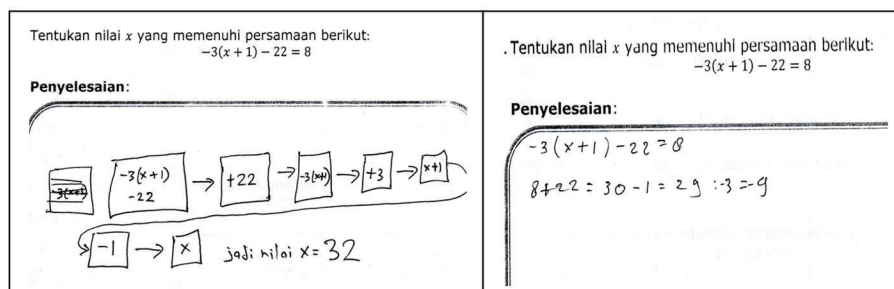 Tentukan nilai x yang memenuhi persamaan berikut:
−3(x + 1) − 22 = 8
Penyelesaian:
-3(x+1)
-22
→ +22 → -3(x+1) → +3 → x+1
→ -1 → x jadi nilai x = 32
. Tentukan nilai x yang memenuhi persamaan berikut:
−3(x + 1) − 22 = 8
Penyelesaian:
-3(x+1)-22=8
8+22 = 30 - 1 = 29 :-3 = -9